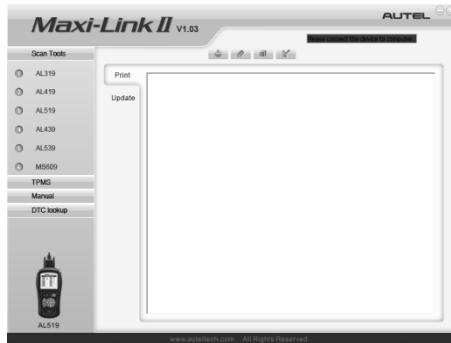 Maxi-Link II V1.03
AUTEL
Please connect the device to computer
Scan Tools
AL319
AL419
AL519
AL439
AL539
MS609
TPMS
Manual
DTC lookup
Print
Update
AL519
www.auteltech.com All Rights Reserved